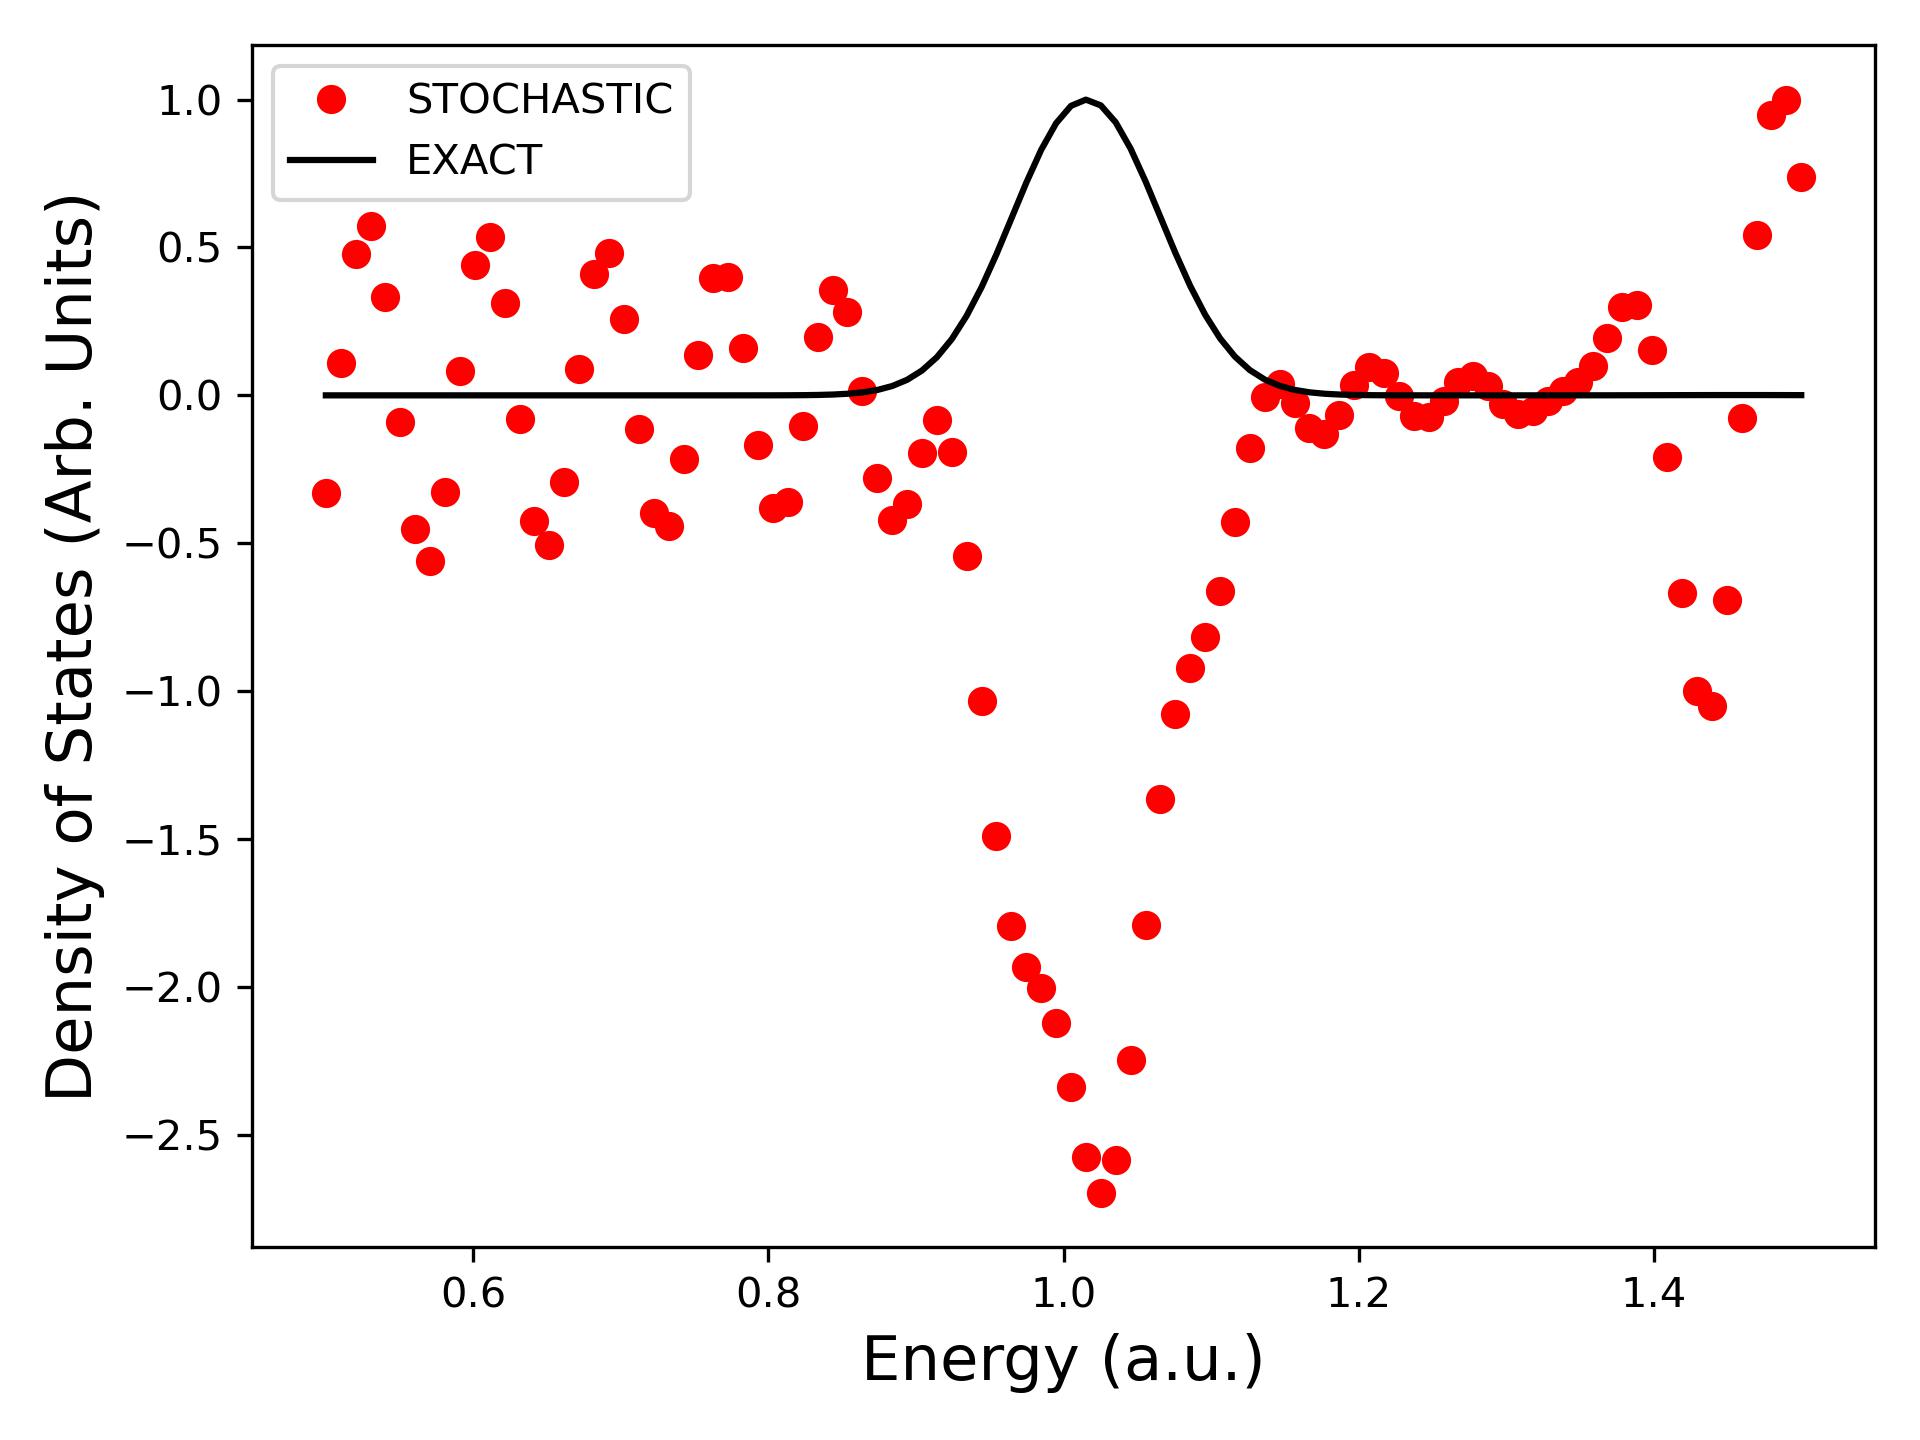 STOCHASTIC
EXACT
1.0
0.5
0.0
−0.5
−1.0
−1.5
−2.0
−2.5
Density of States (Arb. Units)
0.6 0.8 1.0 1.2 1.4
Energy (a.u.)